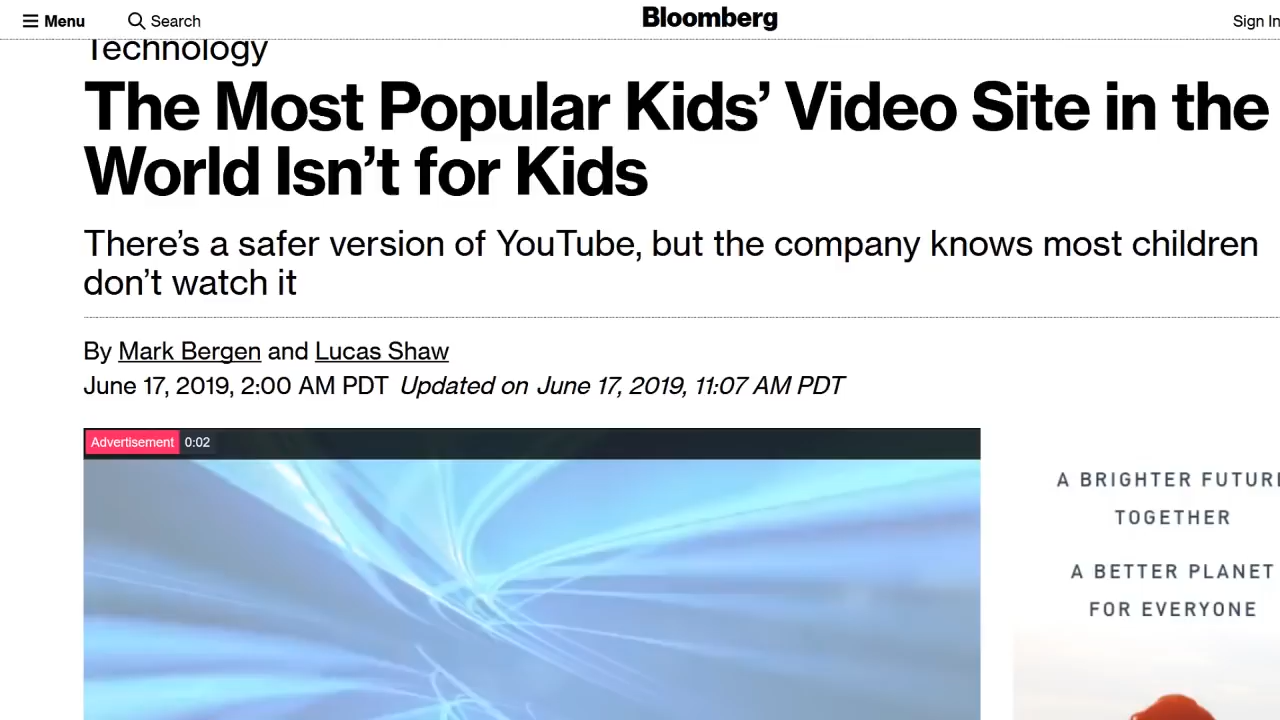 Menu
Search
Bloomberg
Sign In
Technology
The Most Popular Kids’ Video Site in the
World Isn’t for Kids
There’s a safer version of YouTube, but the company knows most children
don’t watch it
By Mark Bergen and Lucas Shaw
June 17, 2019, 2:00 AM PDT Updated on June 17, 2019, 11:07 AM PDT
Advertisement 0:02
A BRIGHTER FUTURE
TOGETHER
A BETTER PLANET
FOR EVERYONE